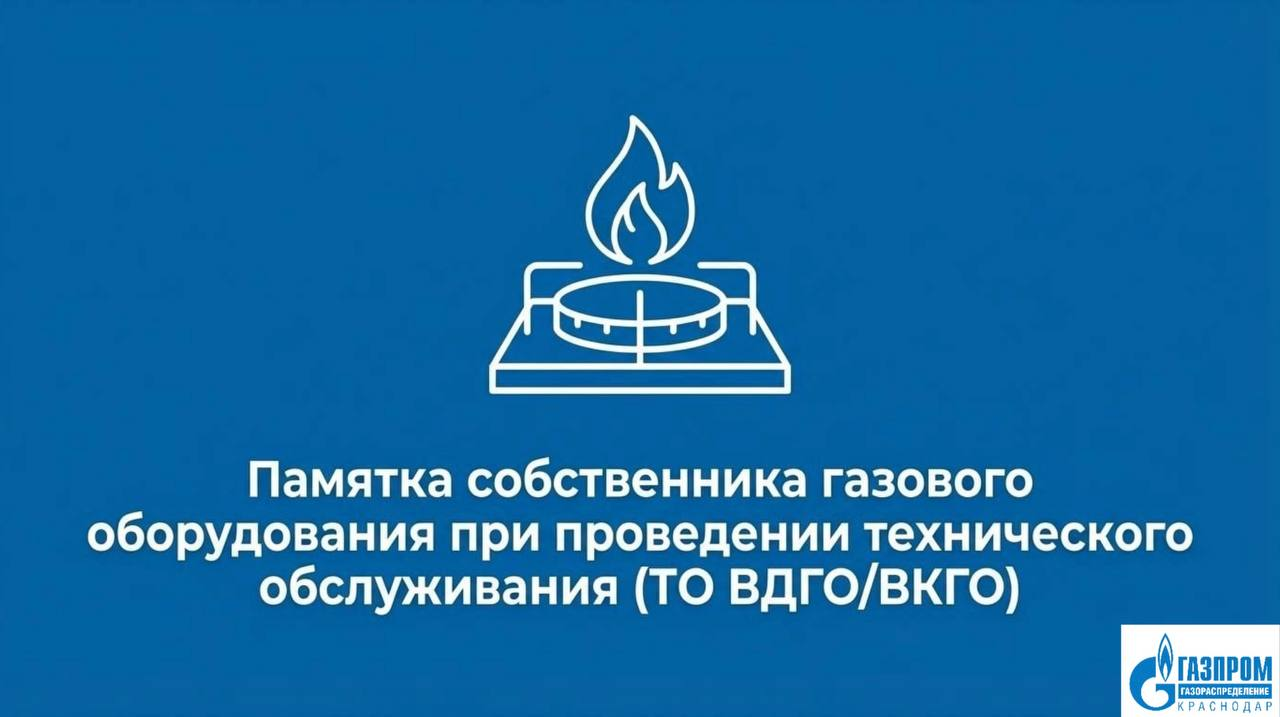 Памятка собственника газового
оборудования при проведении технического
обслуживания (ТО ВДГО/ВКГО)
ГАЗПРОМ
ГАЗОРАСПРЕДЕЛЕНИЕ
КРАСНОДАР